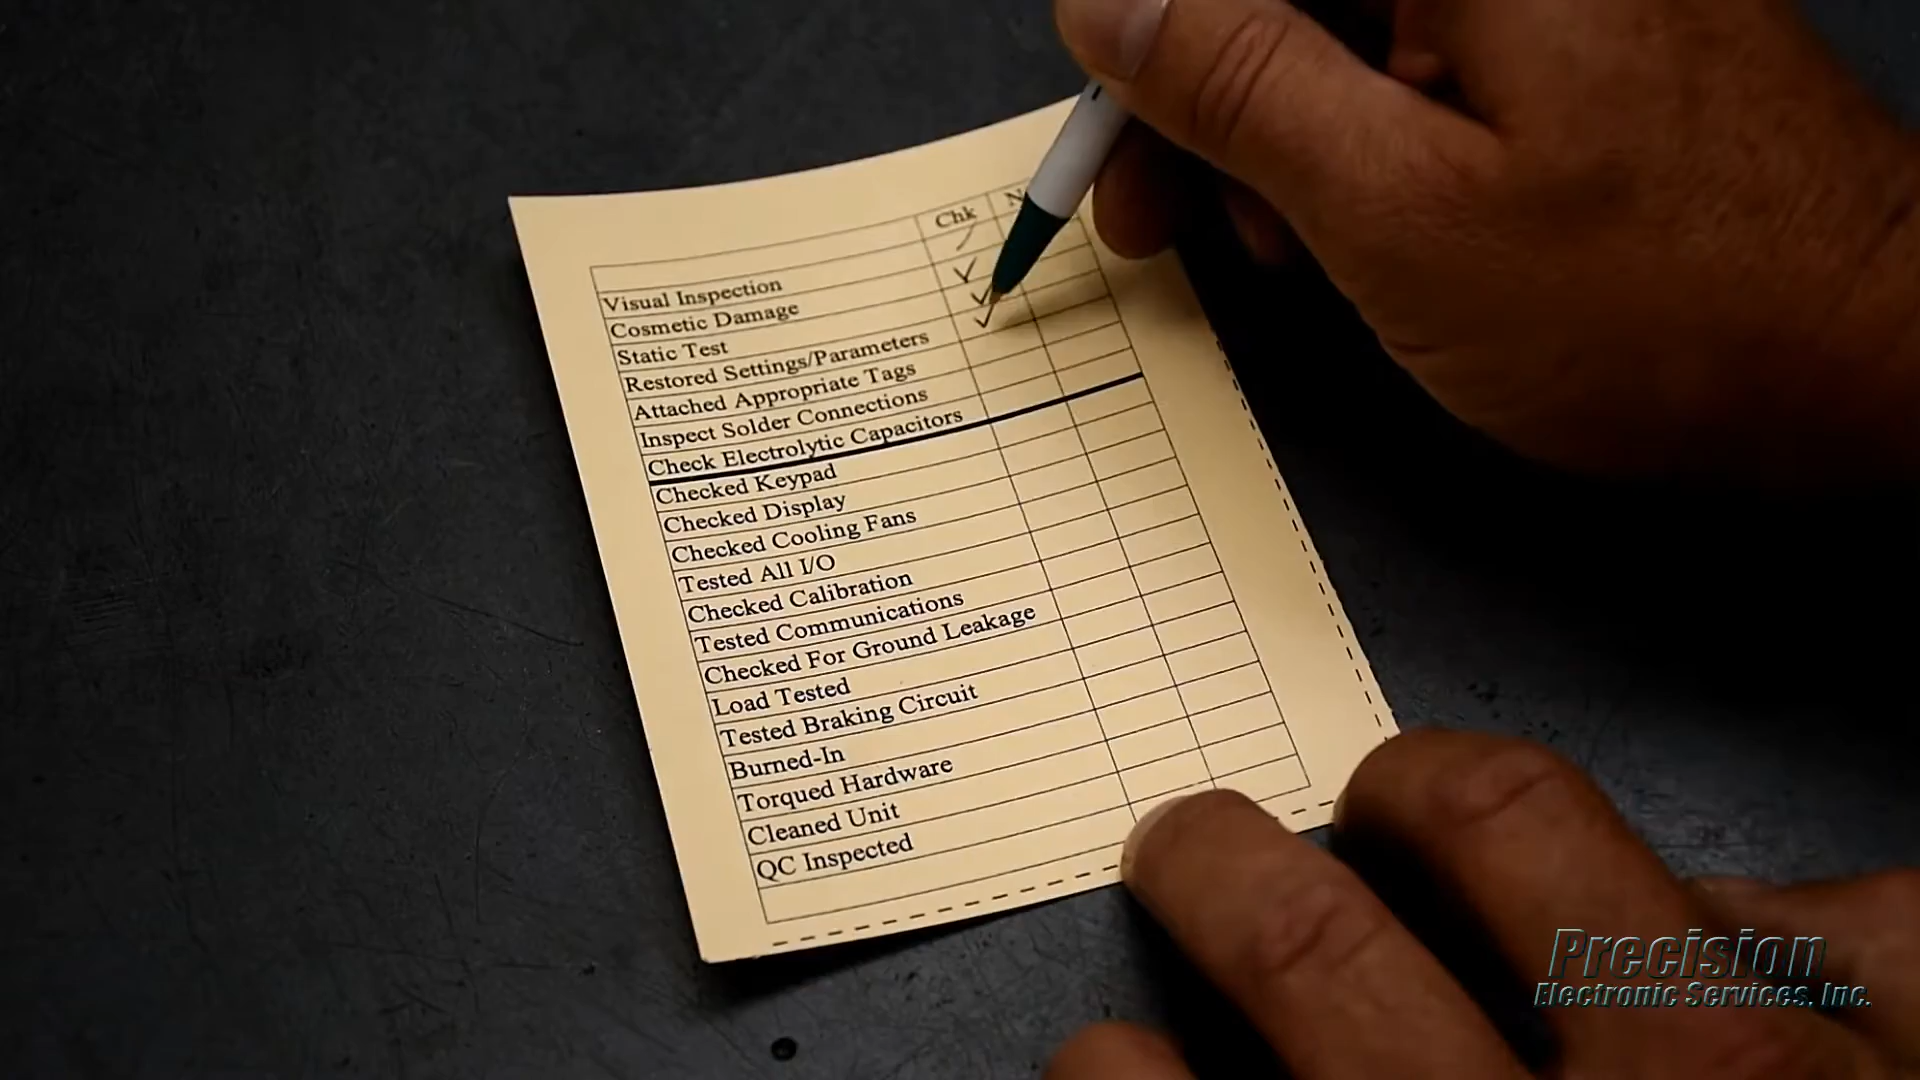 Chk
Visual Inspection
Cosmetic Damage
Static Test
Restored Settings/Parameters
Attached Appropriate Tags
Inspect Solder Connections
Check Electrolytic Capacitors
Checked Keypad
Checked Display
Checked Cooling Fans
Tested All I/O
Checked Calibration
Tested Communications
Checked For Ground Leakage
Load Tested
Tested Braking Circuit
Burned-In
Torqued Hardware
Cleaned Unit
QC Inspected
Precision
Electronic Services, Inc.